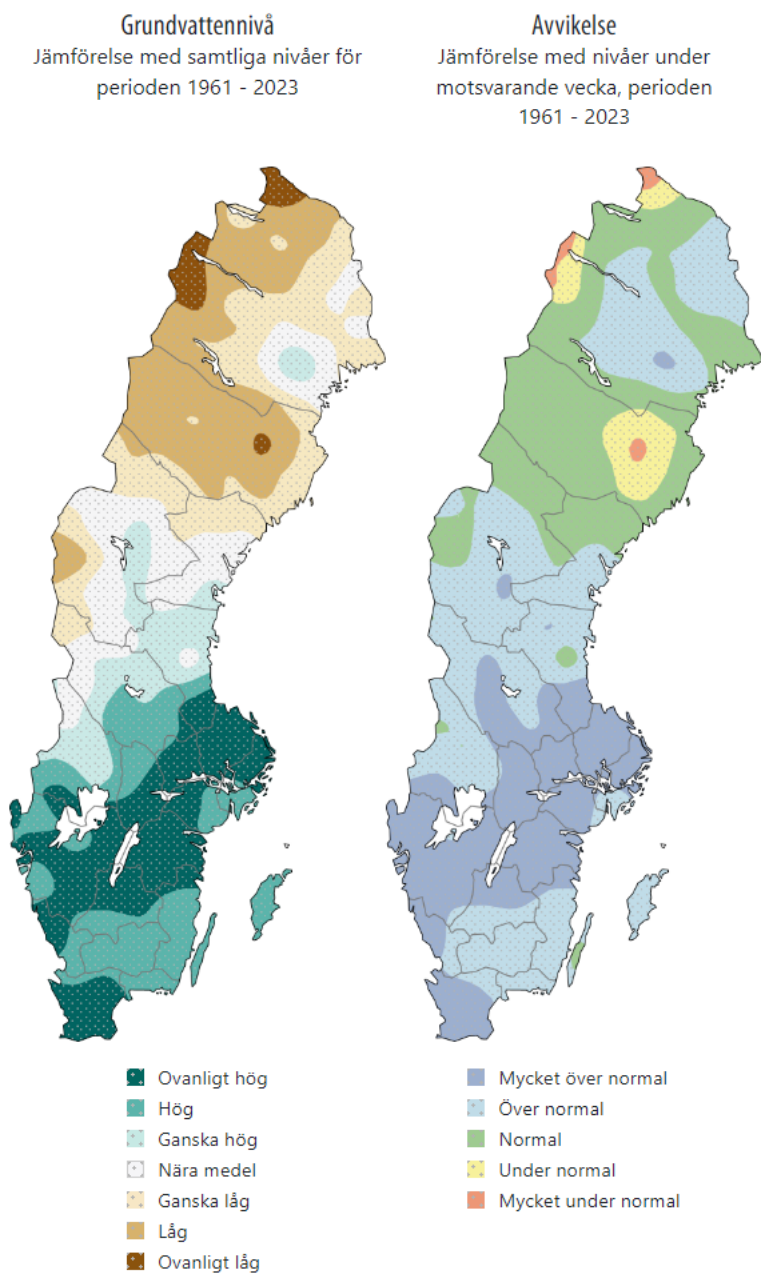 Grundvattennivå
Jämförelse med samtliga nivåer för
perioden 1961 - 2023
Avvikelse
Jämförelse med nivåer under
motsvarande vecka, perioden
1961 - 2023
Ovanligt hög
Hög
Ganska hög
Nära medel
Ganska låg
Låg
Ovanligt låg
Mycket över normal
Över normal
Normal
Under normal
Mycket under normal